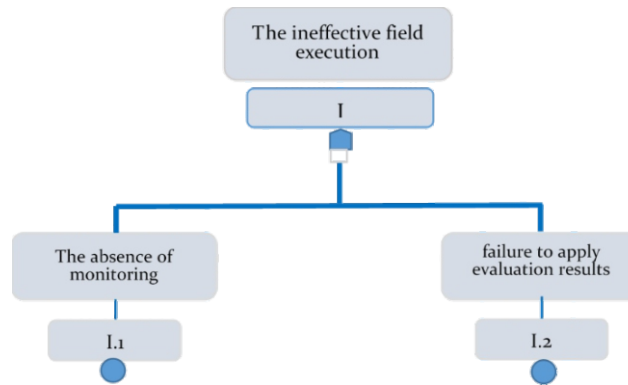 The ineffective field
execution
I
The absence of
monitoring
failure to apply
evaluation results
I.1
I.2